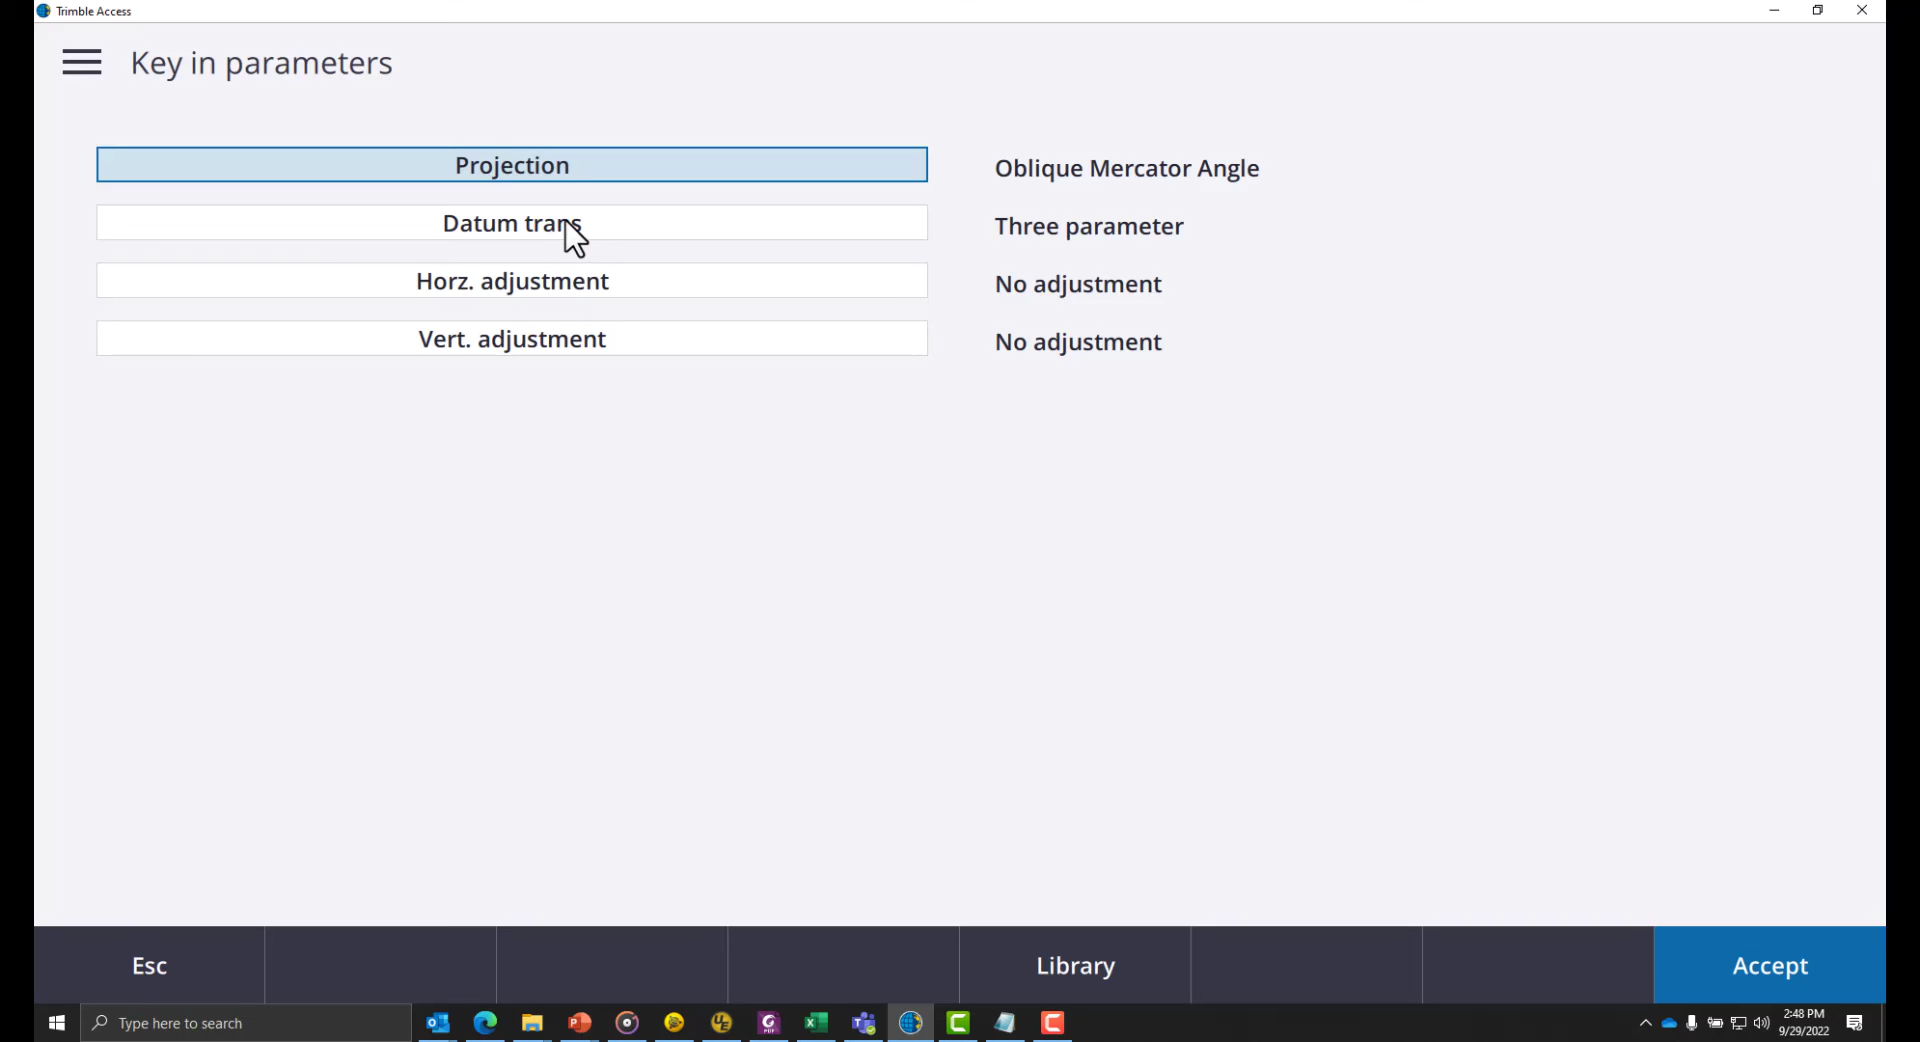 Trimble Access
Key in parameters
Projection
Oblique Mercator Angle
Datum trans
Three parameter
Horz. adjustment
No adjustment
Vert. adjustment
No adjustment
Esc
Library
Accept
Type here to search
2:48 PM
9/29/2022